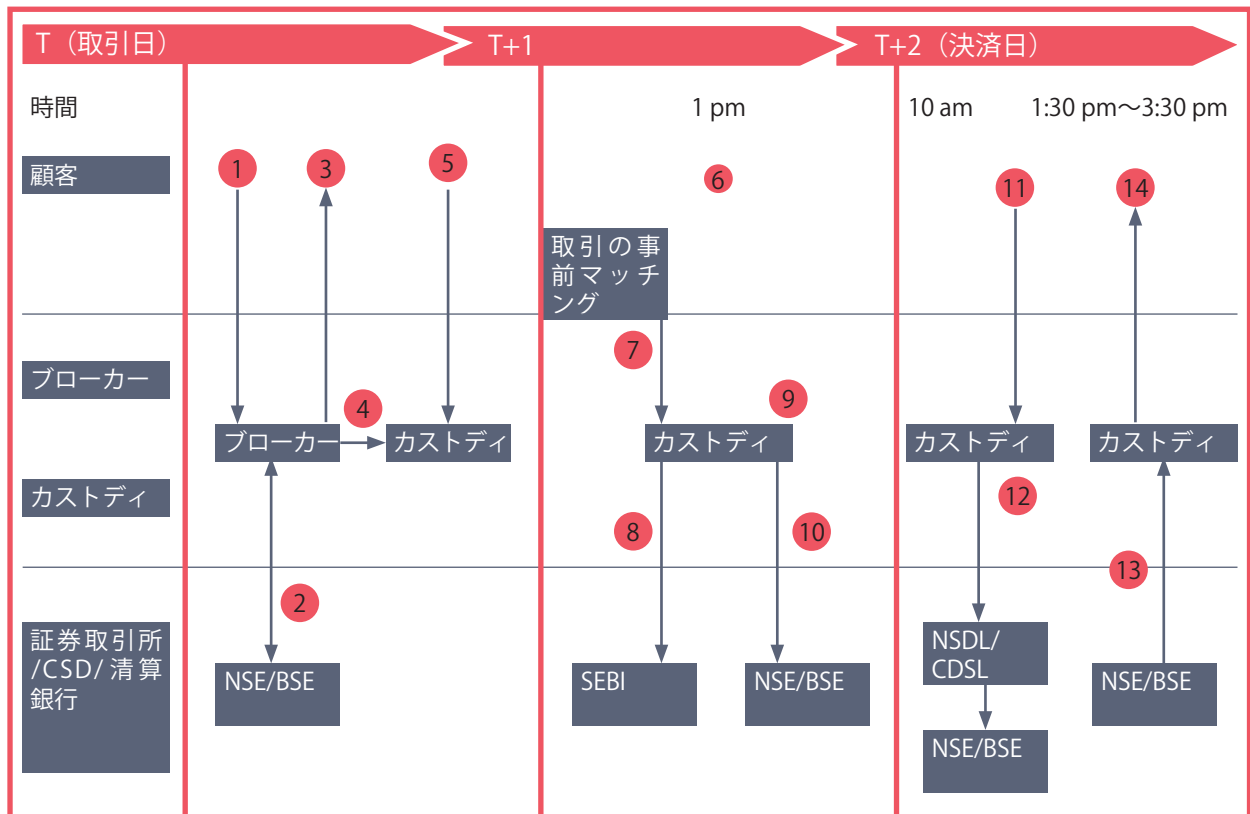 T（取引日）
T+1
T+2（決済日）
時間
1 pm
10 am
1:30 pm～3:30 pm
顧客
1
3
5
6
11
14
取引の事
前マッチ
ング
7
ブローカー
4
9
ブローカー
カストディ
カストディ
カストディ
カストディ
カストディ
12
8
10
13
2
証券取引所
/CSD/清算
銀行
NSE/BSE
SEBI
NSE/BSE
NSDL/
CDSL
NSE/BSE
NSE/BSE